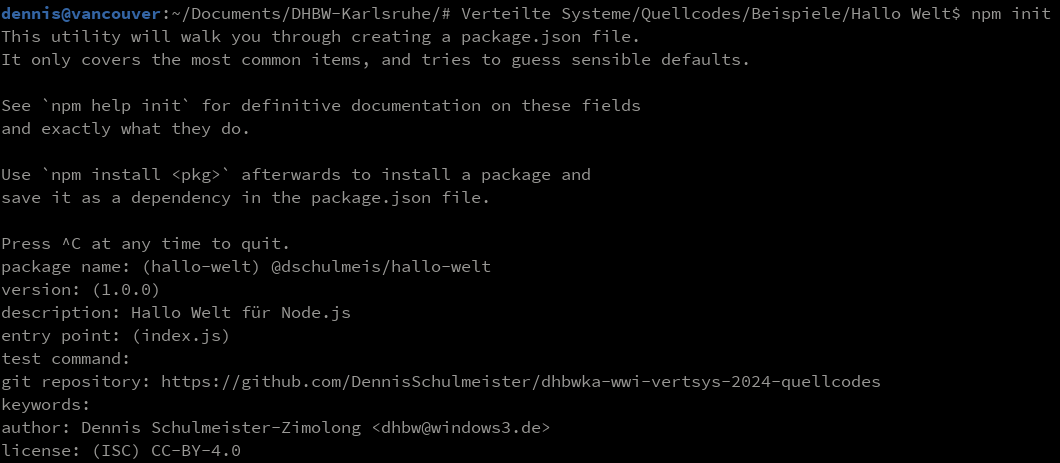 dennis@vancouver:~/Documents/DHBW-Karlsruhe/# Verteilte Systeme/Quellcodes/Beispiele/Hallo Welt$ npm init
This utility will walk you through creating a package.json file.
It only covers the most common items, and tries to guess sensible defaults.
See `npm help init` for definitive documentation on these fields
and exactly what they do.
Use `npm install <pkg>` afterwards to install a package and
save it as a dependency in the package.json file.
Press ^C at any time to quit.
package name: (hallo-welt) @dschulmeis/hallo-welt
version: (1.0.0)
description: Hallo Welt für Node.js
entry point: (index.js)
test command:
git repository: https://github.com/DennisSchulmeister/dhbwka-wwi-vertsys-2024-quellcodes
keywords:
author: Dennis Schulmeister-Zimolong <dhbw@windows3.de>
license: (ISC) CC-BY-4.0